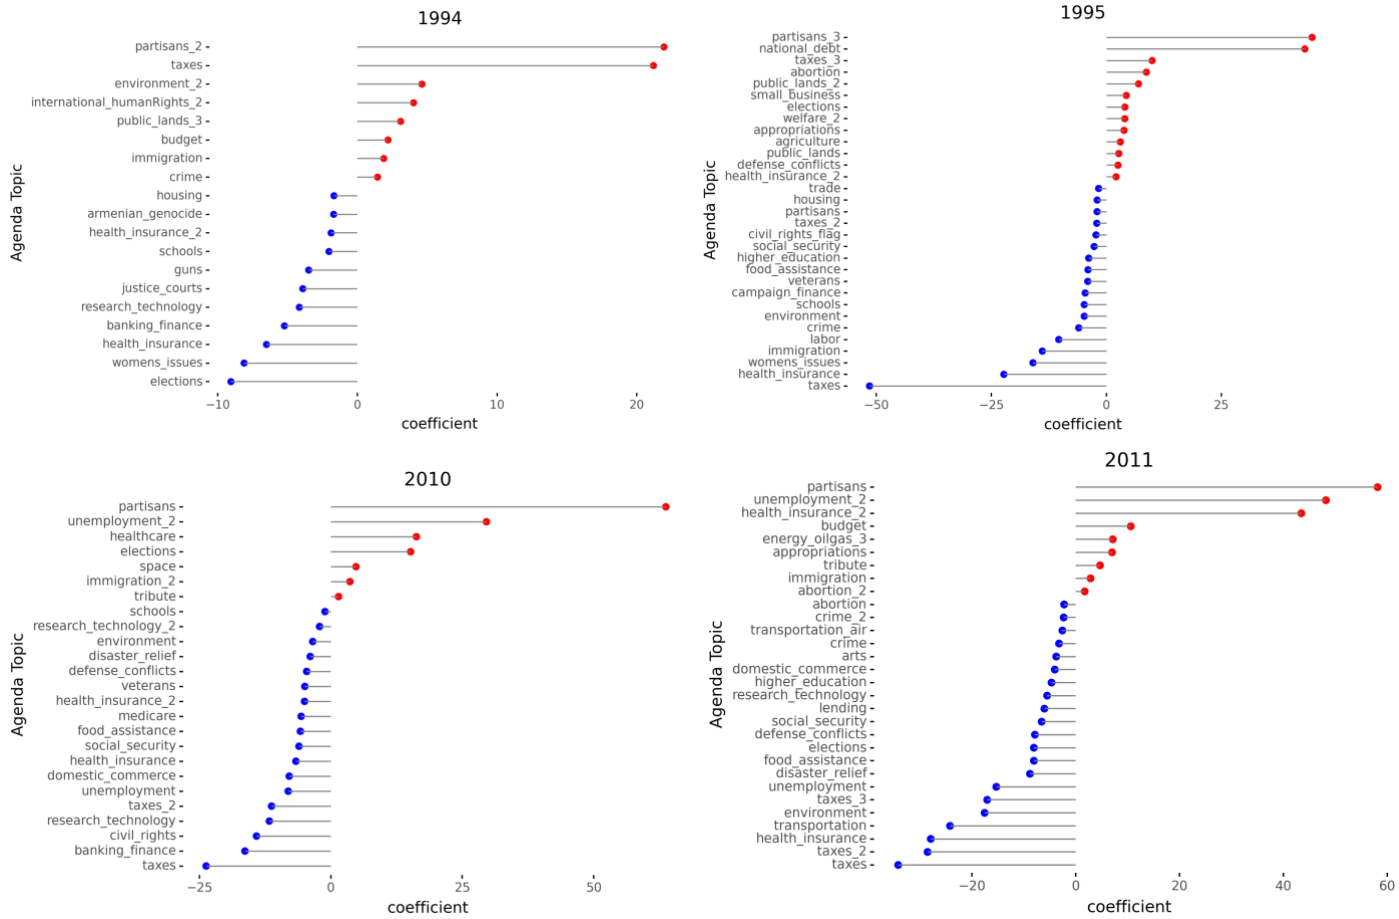 1994
Agenda Topic
partisans_2
taxes
environment_2
international_humanRights_2
public_lands_3
budget
immigration
crime
housing
armenian_genocide
health_insurance_2
schools
guns
justice_courts
research_technology
banking_finance
health_insurance
womens_issues
elections
−10 0 10 20
coefficient
1995
Agenda Topic
partisans_3
national_debt
taxes_3
abortion
public_lands_2
small_business
elections
welfare_2
appropriations
agriculture
public_lands
defense_conflicts
health_insurance_2
trade
housing
partisans
taxes_2
civil_rights_flag
social_security
higher_education
food_assistance
veterans
campaign_finance
schools
environment
crime
labor
immigration
womens_issues
health_insurance
taxes
−50 −25 0 25
coefficient
2010
Agenda Topic
partisans
unemployment_2
healthcare
elections
space
immigration_2
tribute
schools
research_technology_2
environment
disaster_relief
defense_conflicts
veterans
health_insurance_2
medicare
food_assistance
social_security
health_insurance
domestic_commerce
unemployment
taxes_2
research_technology
civil_rights
banking_finance
taxes
−25 0 25 50
coefficient
2011
Agenda Topic
partisans
unemployment_2
health_insurance_2
budget
energy_oilgas_3
appropriations
tribute
immigration
abortion_2
abortion
crime_2
transportation_air
crime
arts
domestic_commerce
higher_education
research_technology
lending
social_security
defense_conflicts
elections
food_assistance
disaster_relief
unemployment
taxes_3
environment
transportation
health_insurance
taxes_2
taxes
−20 0 20 40 60
coefficient